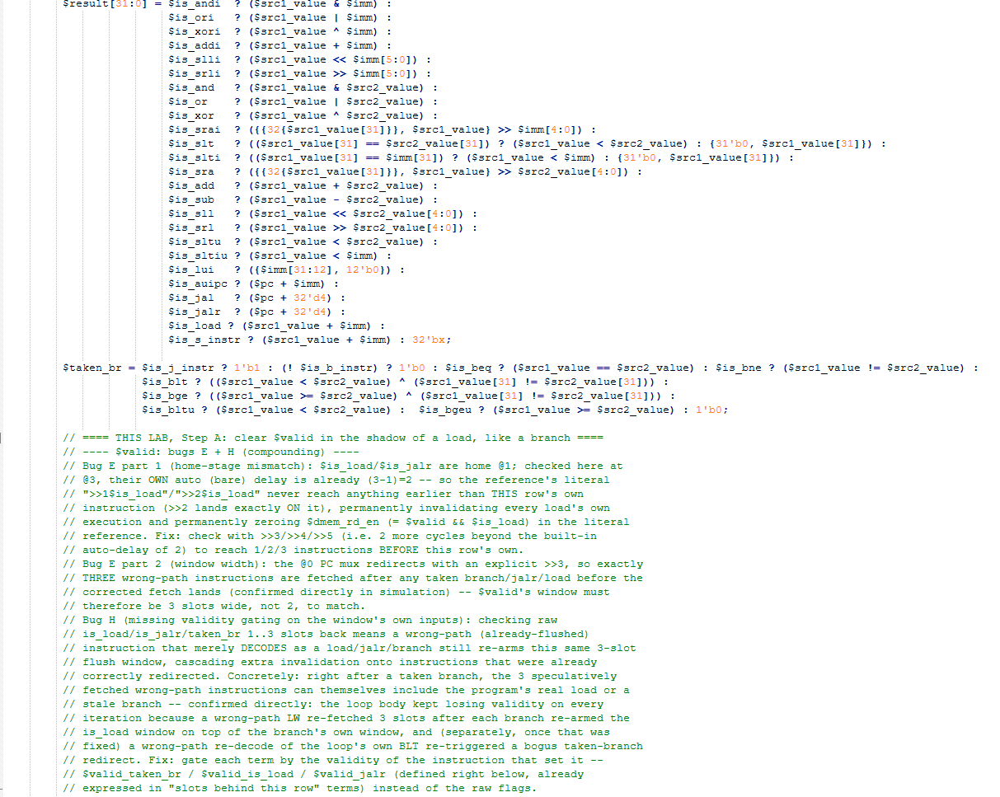 $result[31:0] = $is_andi  ? ($src1_value & $imm) :
$is_ori   ? ($src1_value | $imm) :
$is_xori  ? ($src1_value ^ $imm) :
$is_addi  ? ($src1_value + $imm) :
$is_slli  ? ($src1_value << $imm[5:0]) :
$is_srli  ? ($src1_value >> $imm[5:0]) :
$is_and   ? ($src1_value & $src2_value) :
$is_or    ? ($src1_value | $src2_value) :
$is_xor   ? ($src1_value ^ $src2_value) :
$is_srai  ? ({{32{$src1_value[31]}}, $src1_value} >> $imm[4:0]) :
$is_slt   ? (($src1_value[31] == $src2_value[31]) ? ($src1_value < $src2_value) : {31'b0, $src1_value[31]}) :
$is_slti  ? (($src1_value[31] == $imm[31]) ? ($src1_value < $imm) : {31'b0, $src1_value[31]}) :
$is_sra   ? ({{32{$src1_value[31]}}, $src1_value} >> $src2_value[4:0]) :
$is_add   ? ($src1_value + $src2_value) :
$is_sub   ? ($src1_value - $src2_value) :
$is_sll   ? ($src1_value << $src2_value[4:0]) :
$is_srl   ? ($src1_value >> $src2_value[4:0]) :
$is_sltu  ? ($src1_value < $src2_value) :
$is_sltiu ? ($src1_value < $imm) :
$is_lui   ? ({$imm[31:12], 12'b0}) :
$is_auipc ? ($pc + $imm) :
$is_jal   ? ($pc + 32'd4) :
$is_jalr  ? ($pc + 32'd4) :
$is_load ? ($src1_value + $imm) :
$is_s_instr ? ($src1_value + $imm) : 32'bx;
$taken_br = $is_j_instr ? 1'b1 : (! $is_b_instr) ? 1'b0 : $is_beq ? ($src1_value == $src2_value) : $is_bne ? ($src1_value != $src2_value) :
$is_blt ? (($src1_value < $src2_value) ^ ($src1_value[31] != $src2_value[31])) :
$is_bge ? (($src1_value >= $src2_value) ^ ($src1_value[31] != $src2_value[31])) :
$is_bltu ? ($src1_value < $src2_value) :  $is_bgeu ? ($src1_value >= $src2_value) : 1'b0;
// ==== THIS LAB, Step A: clear $valid in the shadow of a load, like a branch ====
// ---- $valid: bugs E + H (compounding) ----
// Bug E part 1 (home-stage mismatch): $is_load/$is_jalr are home @1; checked here at
// @3, their OWN auto (bare) delay is already (3-1)=2 -- so the reference's literal
// ">>1$is_load"/">>2$is_load" never reach anything earlier than THIS row's own
// instruction (>>2 lands exactly ON it), permanently invalidating every load's own
// execution and permanently zeroing $dmem_rd_en (= $valid && $is_load) in the literal
// reference. Fix: check with >>3/>>4/>>5 (i.e. 2 more cycles beyond the built-in
// auto-delay of 2) to reach 1/2/3 instructions BEFORE this row's own.
// Bug E part 2 (window width): the @0 PC mux redirects with an explicit >>3, so exactly
// THREE wrong-path instructions are fetched after any taken branch/jalr/load before the
// corrected fetch lands (confirmed directly in simulation) -- $valid's window must
// therefore be 3 slots wide, not 2, to match.
// Bug H (missing validity gating on the window's own inputs): checking raw
// is_load/is_jalr/taken_br 1..3 slots back means a wrong-path (already-flushed)
// instruction that merely DECODES as a load/jalr/branch still re-arms this same 3-slot
// flush window, cascading extra invalidation onto instructions that were already
// correctly redirected. Concretely: right after a taken branch, the 3 speculatively
// fetched wrong-path instructions can themselves include the program's real load or a
// stale branch -- confirmed directly: the loop body kept losing validity on every
// iteration because a wrong-path LW re-fetched 3 slots after each branch re-armed the
// is_load window on top of the branch's own window, and (separately, once that was
// fixed) a wrong-path re-decode of the loop's own BLT re-triggered a bogus taken-branch
// redirect. Fix: gate each term by the validity of the instruction that set it --
// $valid_taken_br / $valid_is_load / $valid_jalr (defined right below, already
// expressed in "slots behind this row" terms) instead of the raw flags.